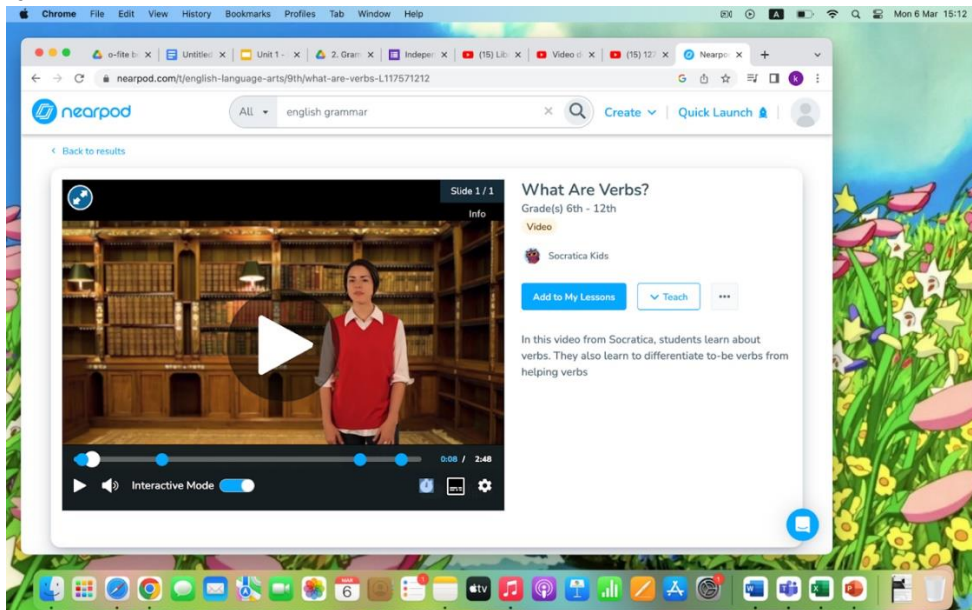 Chrome File Edit View History Bookmarks Profiles Tab Window Help Mon 6 Mar 15:12
Untitled Unit 1 - 2. Gram Indeper (15) Lib Video d Nearpo
nearpod.com/t/english-language-arts/9th/what-are-verbs-L117571212
k
nearpod
All english grammar Create Quick Launch
Back to results
Slide 1 / 1
Info
What Are Verbs?
Grade(s) 6th - 12th
Video
Socratica Kids
Add to My Lessons Teach
In this video from Socratica, students learn about
verbs. They also learn to differentiate to-be verbs from
helping verbs
0:08 / 2:48
Interactive Mode
MAR
6
tv